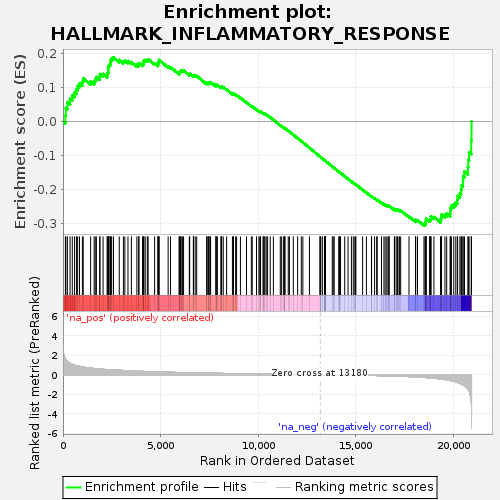 Enrichment plot:
HALLMARK_INFLAMMATORY_RESPONSE
Enrichment score (ES)
0.2
0.1
0.0
-0.1
-0.2
-0.3
'na_pos' (positively correlated)
Ranked list metric (PreRanked)
6
4
2
0
-2
-4
-6
Zero cross at 13180
'na_neg' (negatively correlated)
0
5,000
10,000
15,000
20,000
Rank in Ordered Dataset
Enrichment profile
Hits
Ranking metric scores